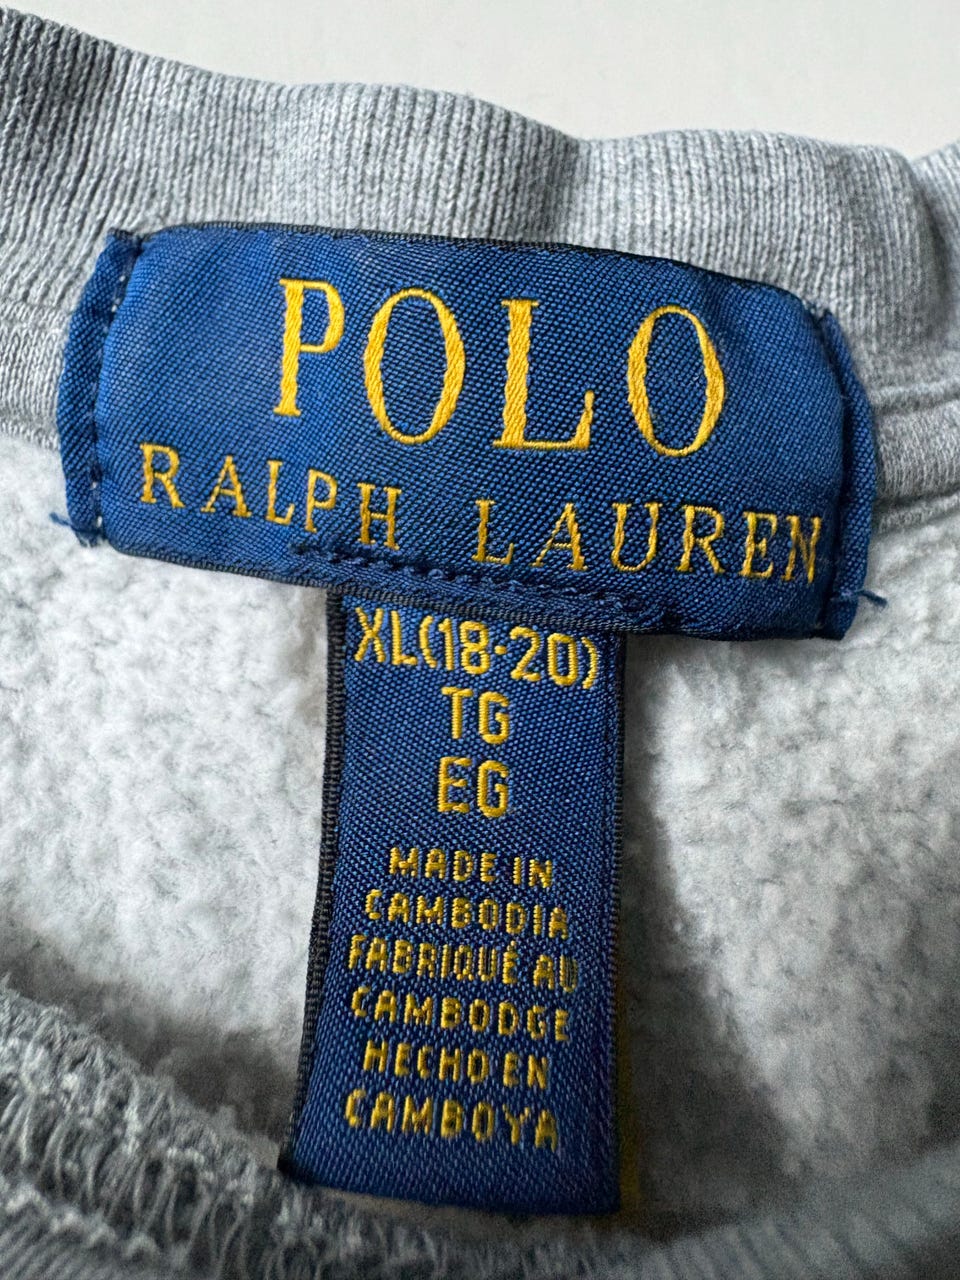 POLO
RALPH LAUREN
XL(18-20)
TG
EG
MADE IN
CAMBODIA
FABRIQUÉ AU
CAMBODGE
HECHO EN
CAMBOYA